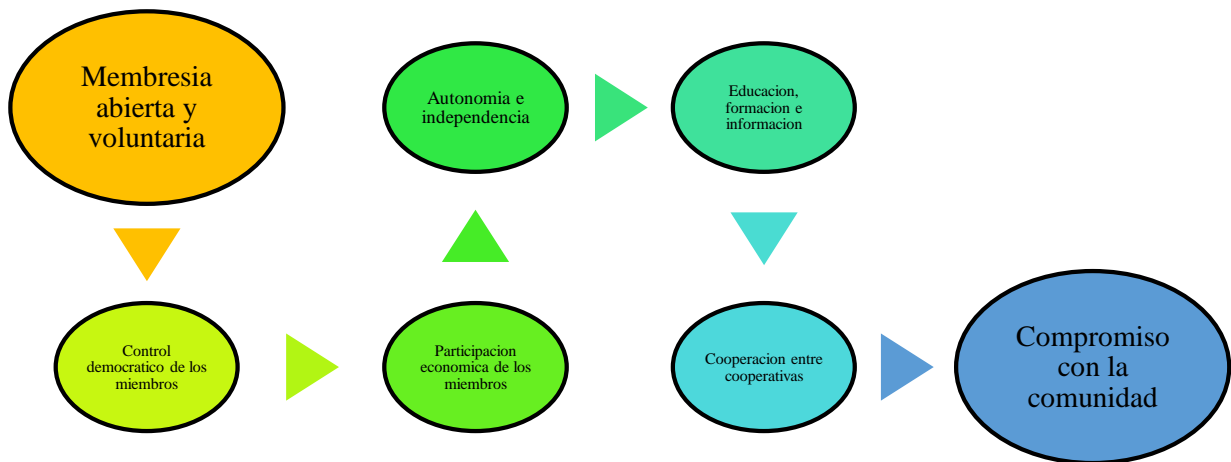 Membresia
abierta y
voluntaria
Control
democratico de los
miembros
Participacion
economica de los
miembros
Autonomia e
independencia
Educacion,
formacion e
informacion
Cooperacion entre
cooperativas
Compromiso
con la
comunidad